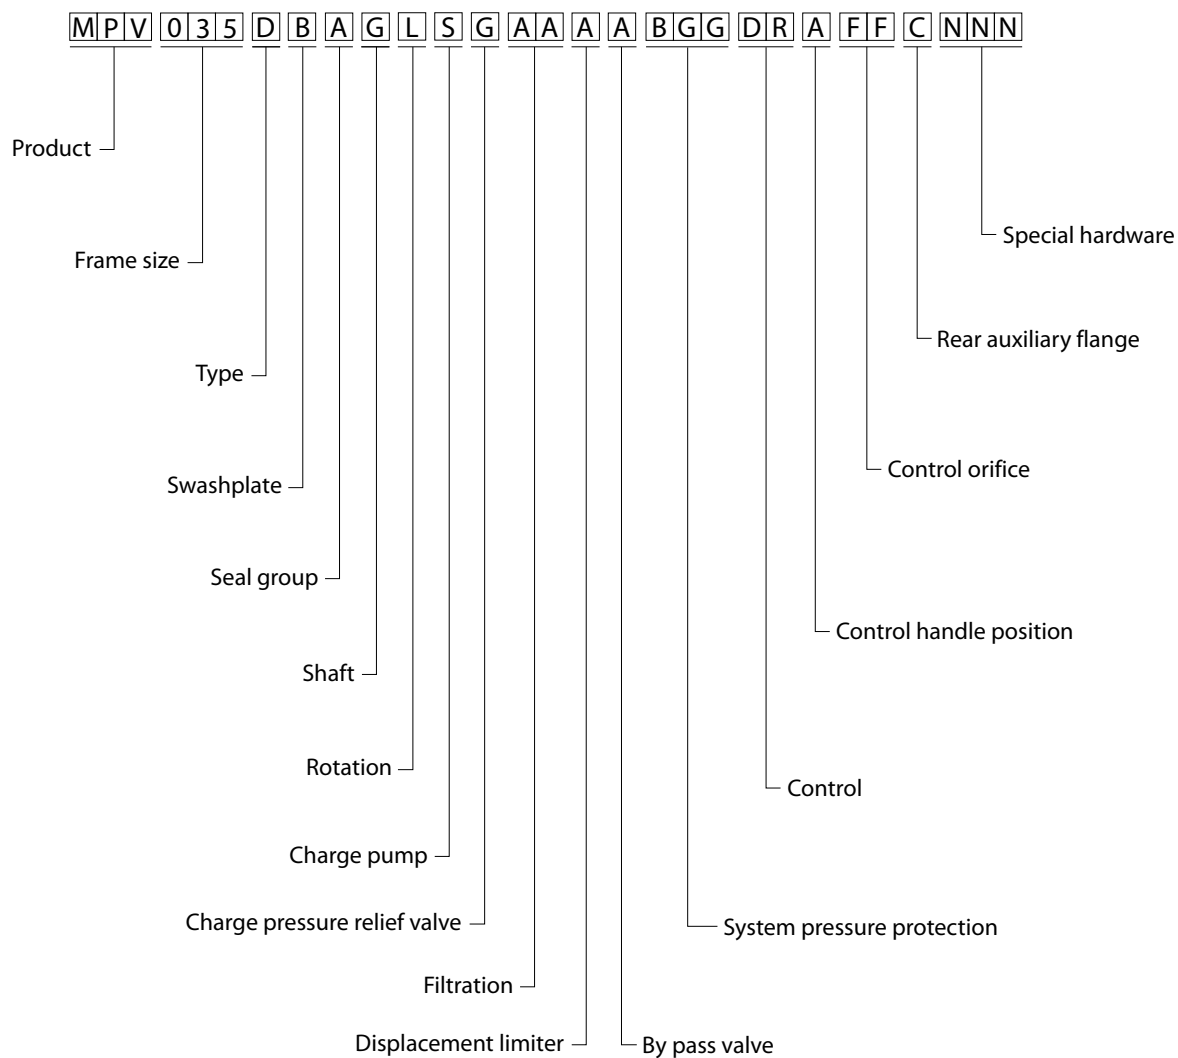 MPV 035 D B A G L S G AA A A BGG DR A FF C NNN
Product
Special hardware
Frame size
Rear auxiliary flange
Type
Control orifice
Swashplate
Seal group
Control handle position
Shaft
Rotation
Control
Charge pump
Charge pressure relief valve
System pressure protection
Filtration
Displacement limiter
By pass valve